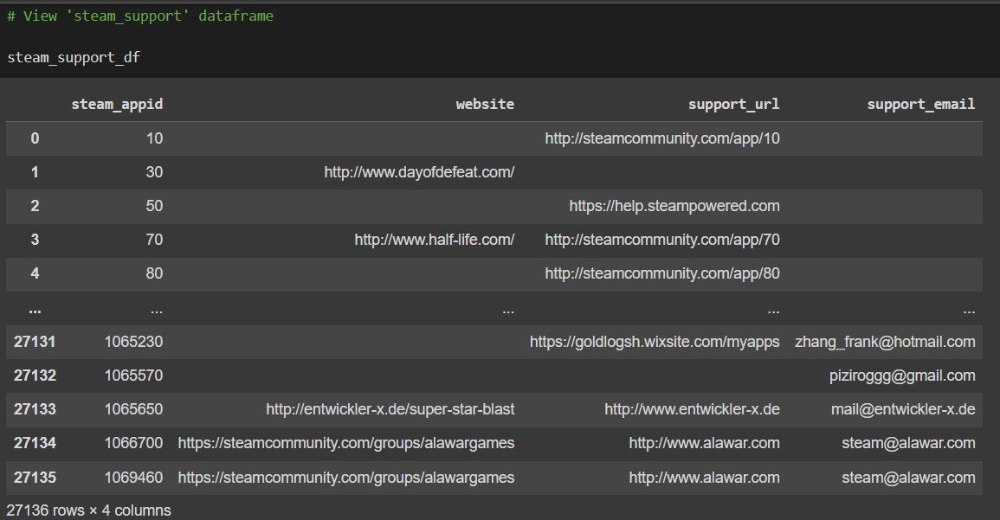 # View 'steam_support' dataframe
steam_support_df
steam_appid website support_url support_email
0 10 http://steamcommunity.com/app/10
1 30 http://www.dayofdefeat.com/
2 50 https://help.steampowered.com
3 70 http://www.half-life.com/ http://steamcommunity.com/app/70
4 80 http://steamcommunity.com/app/80
... ... ... ... ...
27131 1065230 https://goldlogsh.wixsite.com/myapps zhang_frank@hotmail.com
27132 1065570 piziroggg@gmail.com
27133 1065650 http://entwickler-x.de/super-star-blast http://www.entwickler-x.de mail@entwickler-x.de
27134 1066700 https://steamcommunity.com/groups/alawargames http://www.alawar.com steam@alawar.com
27135 1069460 https://steamcommunity.com/groups/alawargames http://www.alawar.com steam@alawar.com
27136 rows × 4 columns